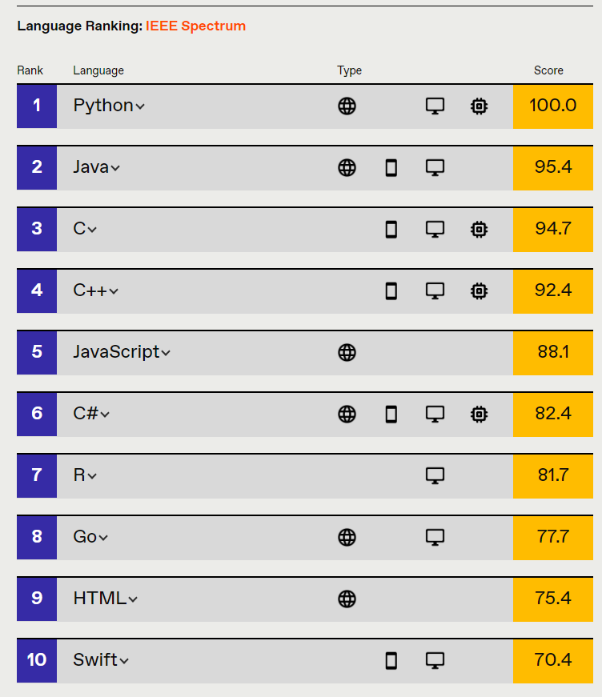 Language Ranking: IEEE Spectrum
Rank Language Type Score
1 Python 100.0
2 Java 95.4
3 C 94.7
4 C++ 92.4
5 JavaScript 88.1
6 C# 82.4
7 R 81.7
8 Go 77.7
9 HTML 75.4
10 Swift 70.4